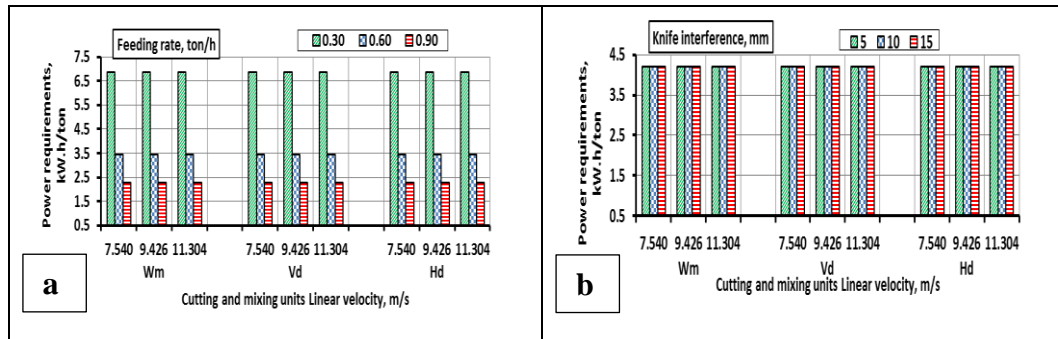 Feeding rate, ton/h
0.30 0.60 0.90
Power requirements,
kW.h/ton
7.5
6.5
5.5
4.5
3.5
2.5
1.5
0.5
7.540 9.426 11.304 7.540 9.426 11.304 7.540 9.426 11.304
Wm Vd Hd
Cutting and mixing units Linear velocity, m/s
a
Knife interference, mm
5 10 15
Power requirements,
kW.h/ton
4.5
3.5
2.5
1.5
0.5
7.540 9.426 11.304 7.540 9.426 11.304 7.540 9.426 11.304
Wm Vd Hd
Cutting and mixing units Linear velocity, m/s
b